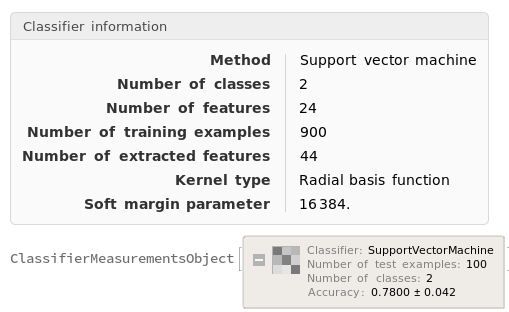 Classifier information
Method Support vector machine
Number of classes 2
Number of features 24
Number of training examples 900
Number of extracted features 44
Kernel type Radial basis function
Soft margin parameter 16 384.
ClassifierMeasurementsObject[
Classifier: SupportVectorMachine
Number of test examples: 100
Number of classes: 2
Accuracy: 0.7800 ± 0.042
]